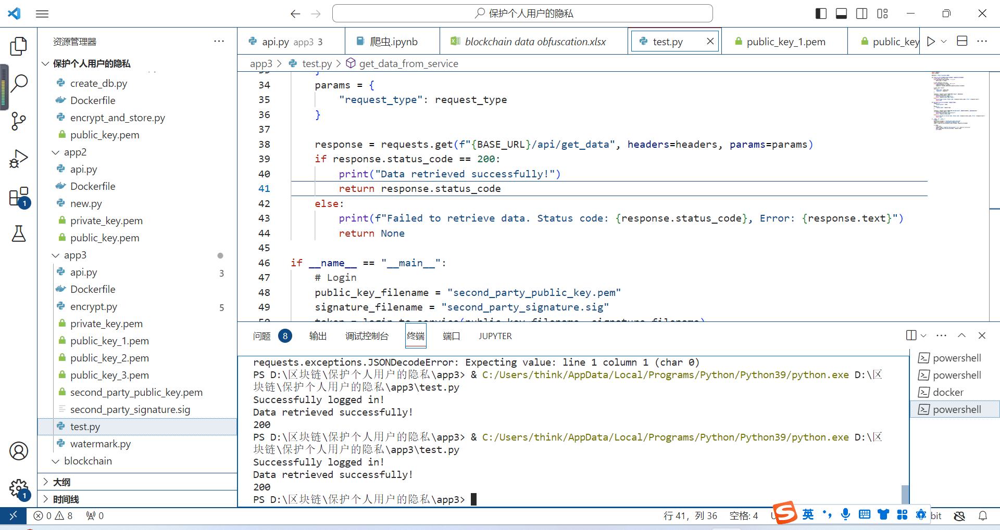 保护个人用户的隐私
资源管理器
api.py app3 3
爬虫.ipynb
blockchain data obfuscation.xlsx
test.py
public_key_1.pem
public_key
保护个人用户的隐私
create_db.py
Dockerfile
encrypt_and_store.py
public_key.pem
app2
api.py
Dockerfile
new.py
private_key.pem
public_key.pem
app3
api.py 3
Dockerfile
encrypt.py 5
private_key.pem
public_key_1.pem
public_key_2.pem
public_key_3.pem
second_party_public_key.pem
second_party_signature.sig
test.py
watermark.py
blockchain
大纲
时间线
1
1
app3 > test.py > get_data_from_service
34 params = {
35 "request_type": request_type
36 }
37
38 response = requests.get(f"{BASE_URL}/api/get_data", headers=headers, params=params)
39 if response.status_code == 200:
40 print("Data retrieved successfully!")
41 return response.status_code
42 else:
43 print(f"Failed to retrieve data. Status code: {response.status_code}, Error: {response.text}")
44 return None
45
46 if __name__ == "__main__":
47 # Login
48 public_key_filename = "second_party_public_key.pem"
49 signature_filename = "second_party_signature.sig"
50 token = login_to_service(public_key_filename, signature_filename)
问题 8 输出 调试控制台 终端 端口 JUPYTER
requests.exceptions.JSONDecodeError: Expecting value: line 1 column 1 (char 0)
PS D:\区块链\保护个人用户的隐私\app3> & C:/Users/think/AppData/Local/Programs/Python/Python39/python.exe D:\区
块链\保护个人用户的隐私\app3\test.py
Successfully logged in!
Data retrieved successfully!
200
PS D:\区块链\保护个人用户的隐私\app3> & C:/Users/think/AppData/Local/Programs/Python/Python39/python.exe D:\区
块链\保护个人用户的隐私\app3\test.py
Successfully logged in!
Data retrieved successfully!
200
PS D:\区块链\保护个人用户的隐私\app3>
powershell
powershell
docker
powershell
0 8 0
行 41, 列 36 空格: 4 U
S 英 bit